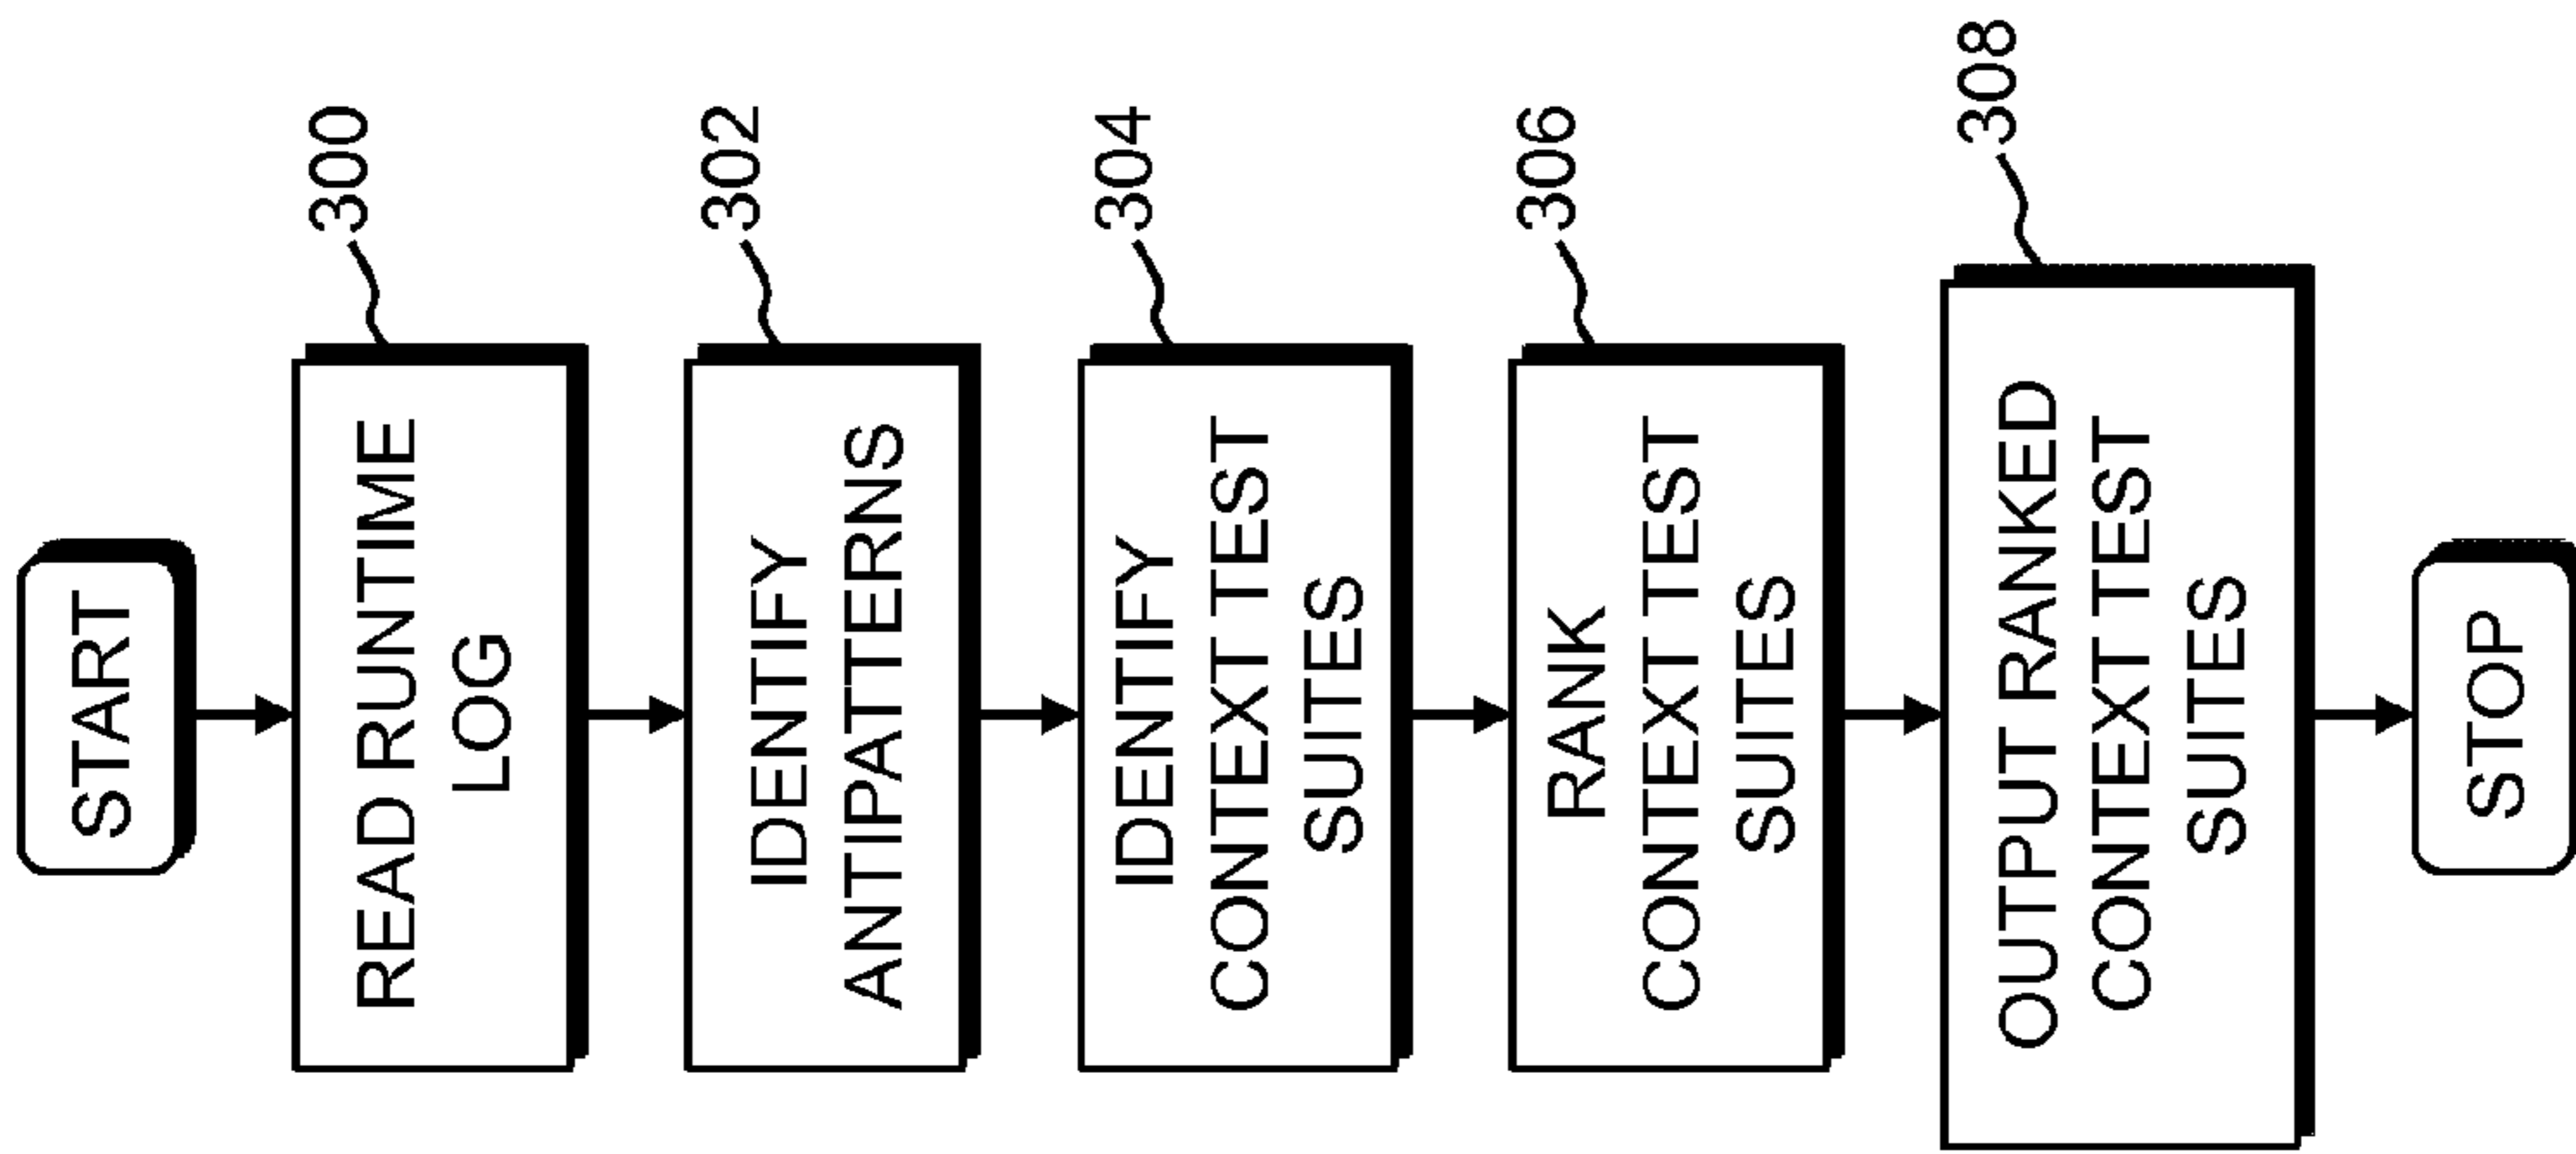 START
READ RUNTIME
LOG
300
IDENTIFY
ANTIPATTERNS
302
IDENTIFY
CONTEXT TEST
SUITES
304
RANK
CONTEXT TEST
SUITES
306
OUTPUT RANKED
CONTEXT TEST
SUITES
308
STOP